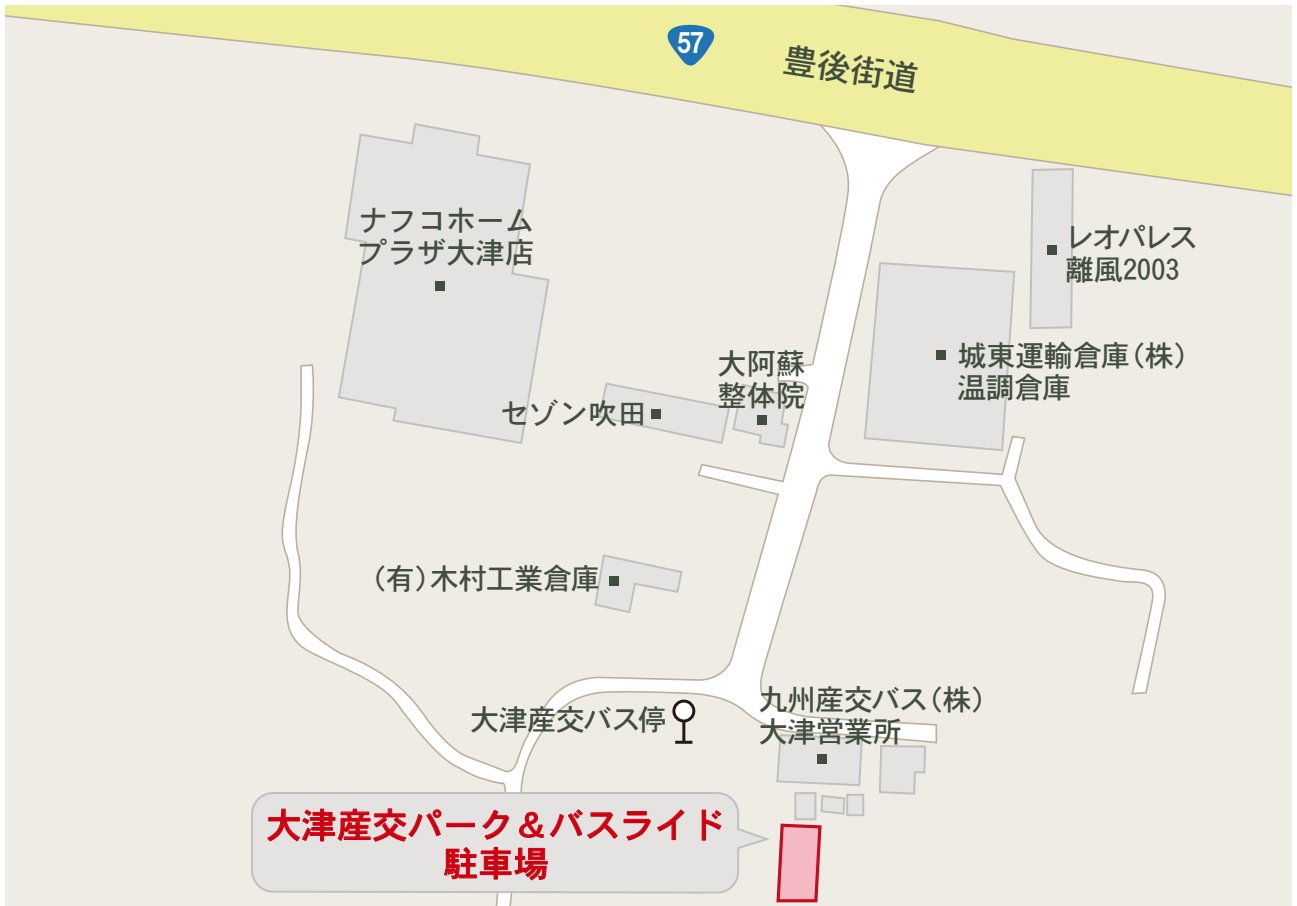 57
豊後街道
ナフコホーム
プラザ大津店
レオパレス
離風2003
城東運輸倉庫(株)
温調倉庫
大阿蘇
整体院
セゾン吹田
(有)木村工業倉庫
大津産交バス停
九州産交バス(株)
大津営業所
大津産交パーク&バスライド
駐車場